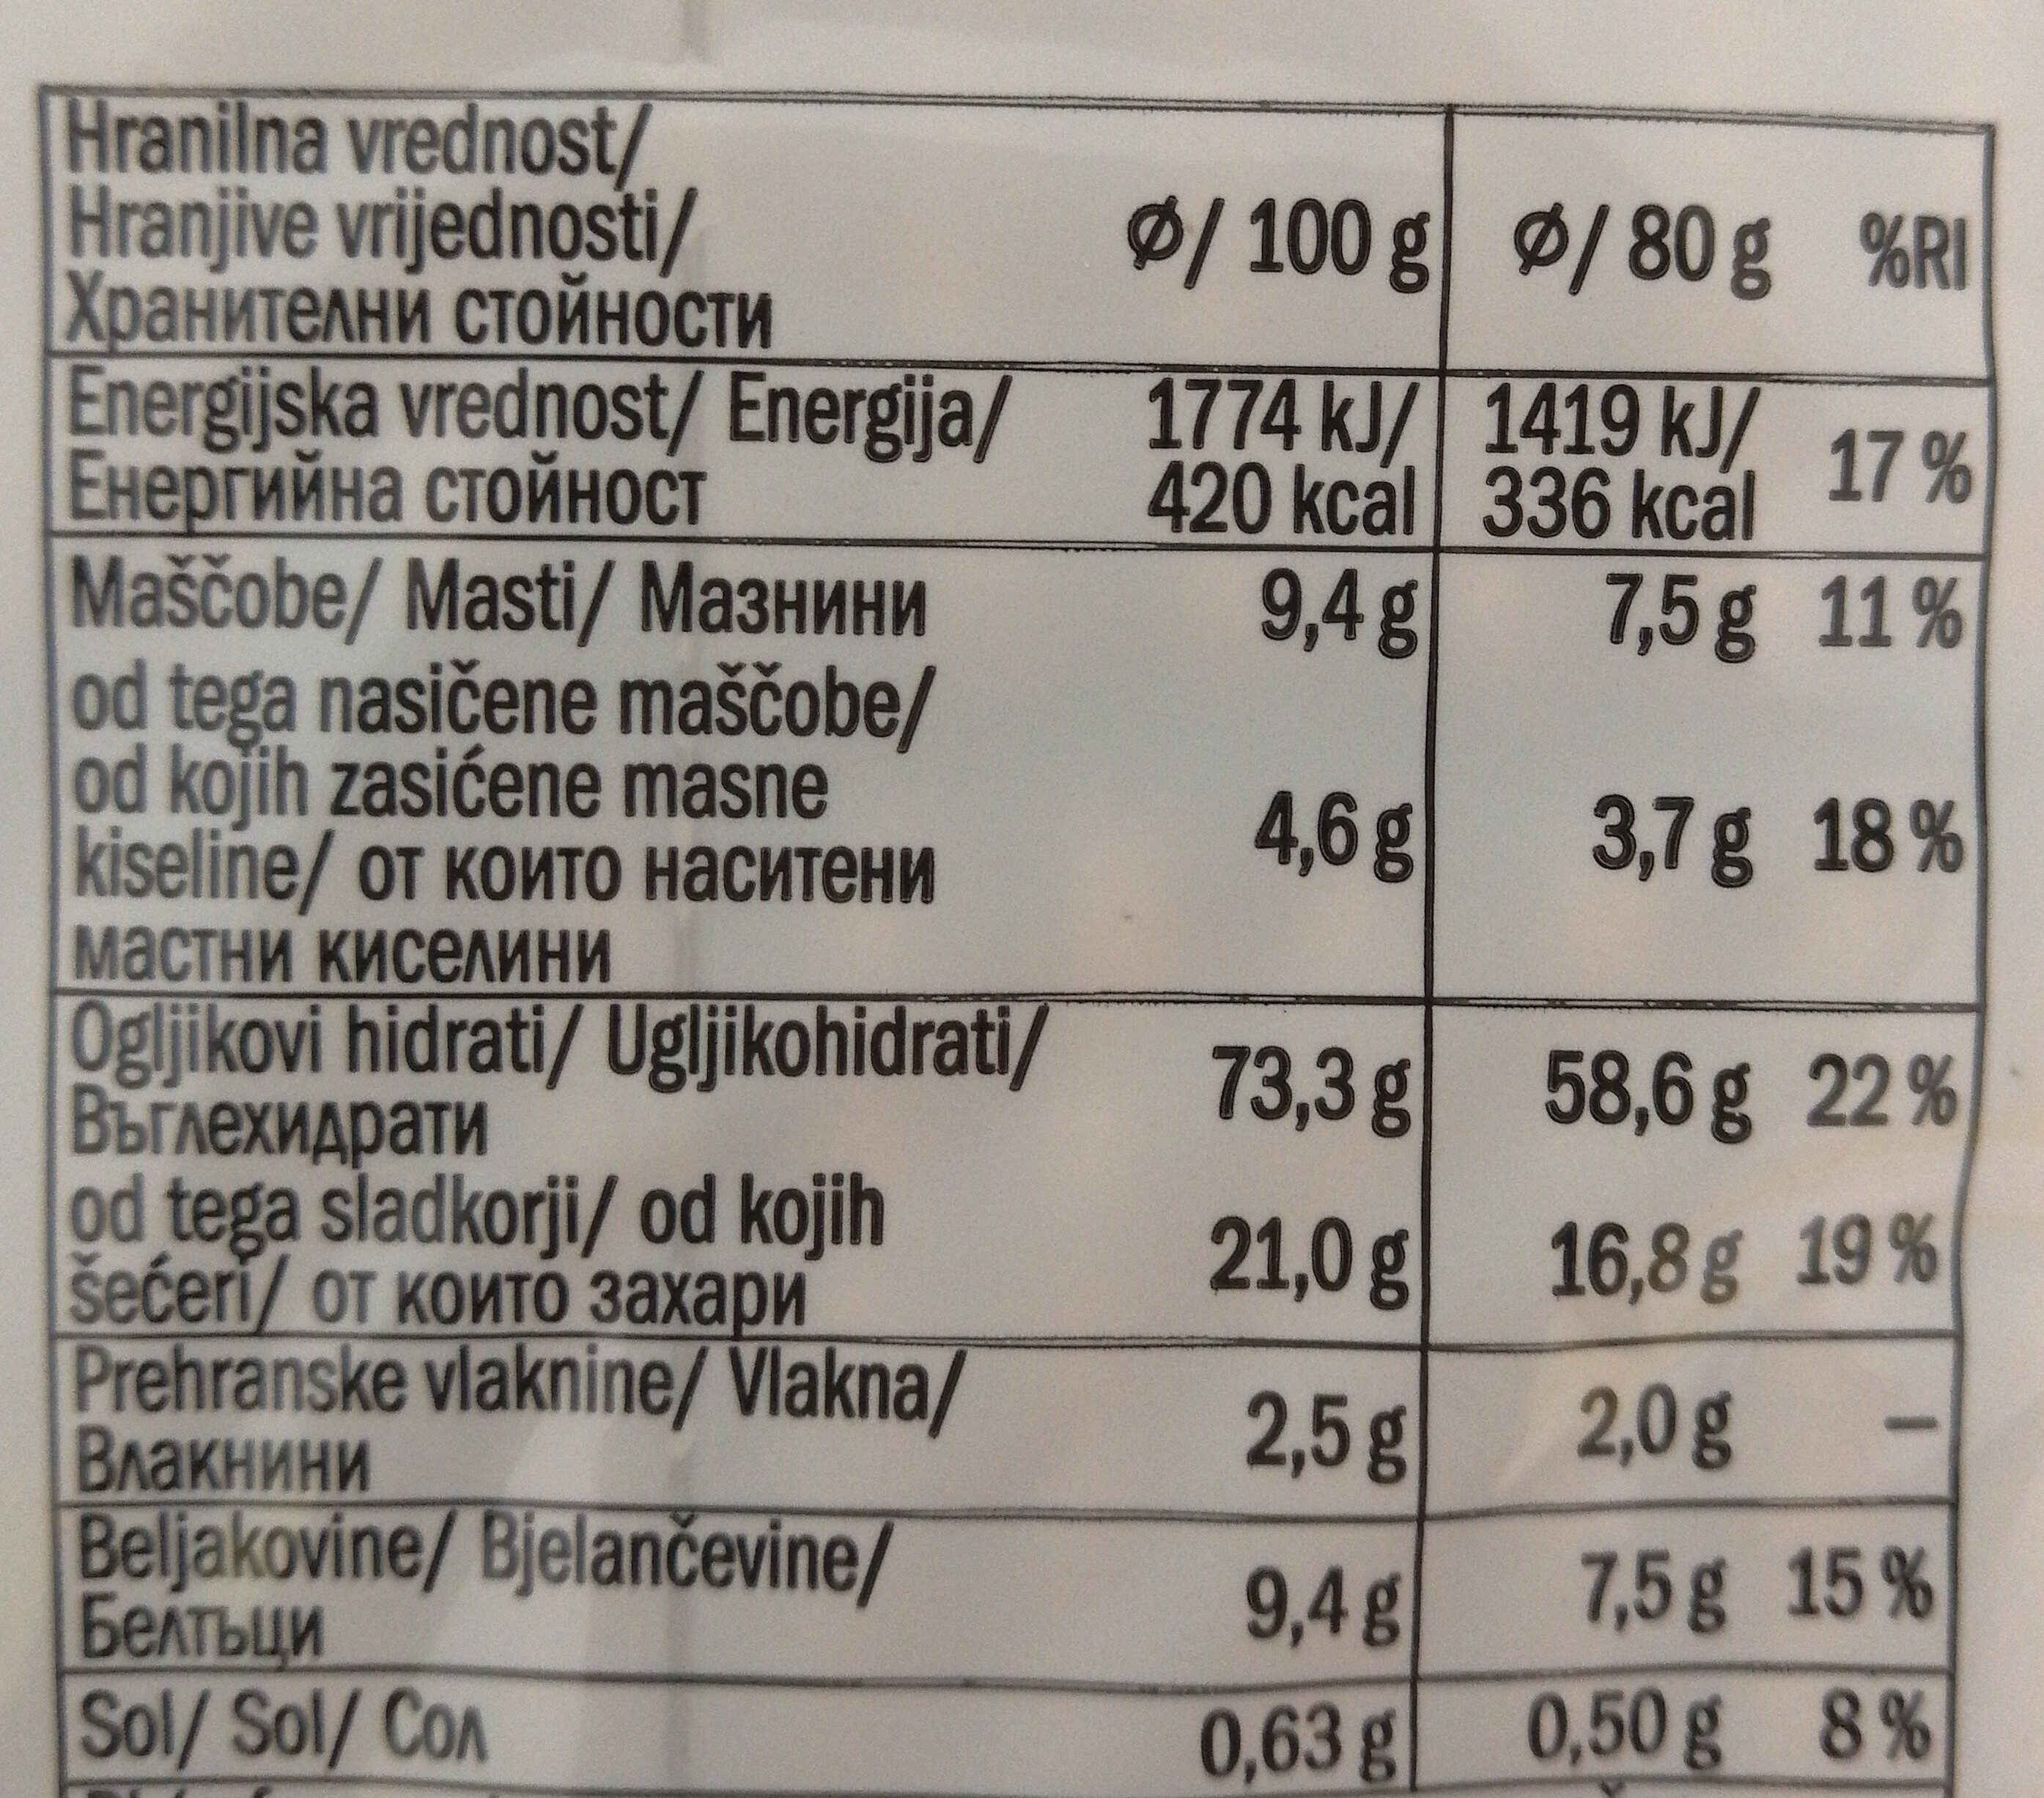 Hranilna vrednost/
Hranjive vrijednosti/
Хранителни стойности
Ø/ 100 g Ø/ 80 g %RI
Energijska vrednost/ Energija/
Енергийна стойност
1774 kJ/ 1419 kJ/
420 kcal 336 kcal
17 %
Maščobe/ Masti/ Мазнини 9,4 g 7,5 g 11 %
od tega nasičene maščobe/
od kojih zasićene masne
kiseline/ от които наситени
мастни киселини
4,6 g 3,7 g 18 %
Ogljikovi hidrati/ Ugljikohidrati/
Въглехидрати
73,3 g 58,6 g 22 %
od tega sladkorji/ od kojih
šećeri/ от които захари
21,0 g 16,8 g 19 %
Prehranske vlaknine/ Vlakna/
Влакнини
2,5 g 2,0 g –
Beljakovine/ Bjelančevine/
Белтъци
9,4 g 7,5 g 15 %
Sol/ Sol/ Сол 0,63 g 0,50 g 8 %